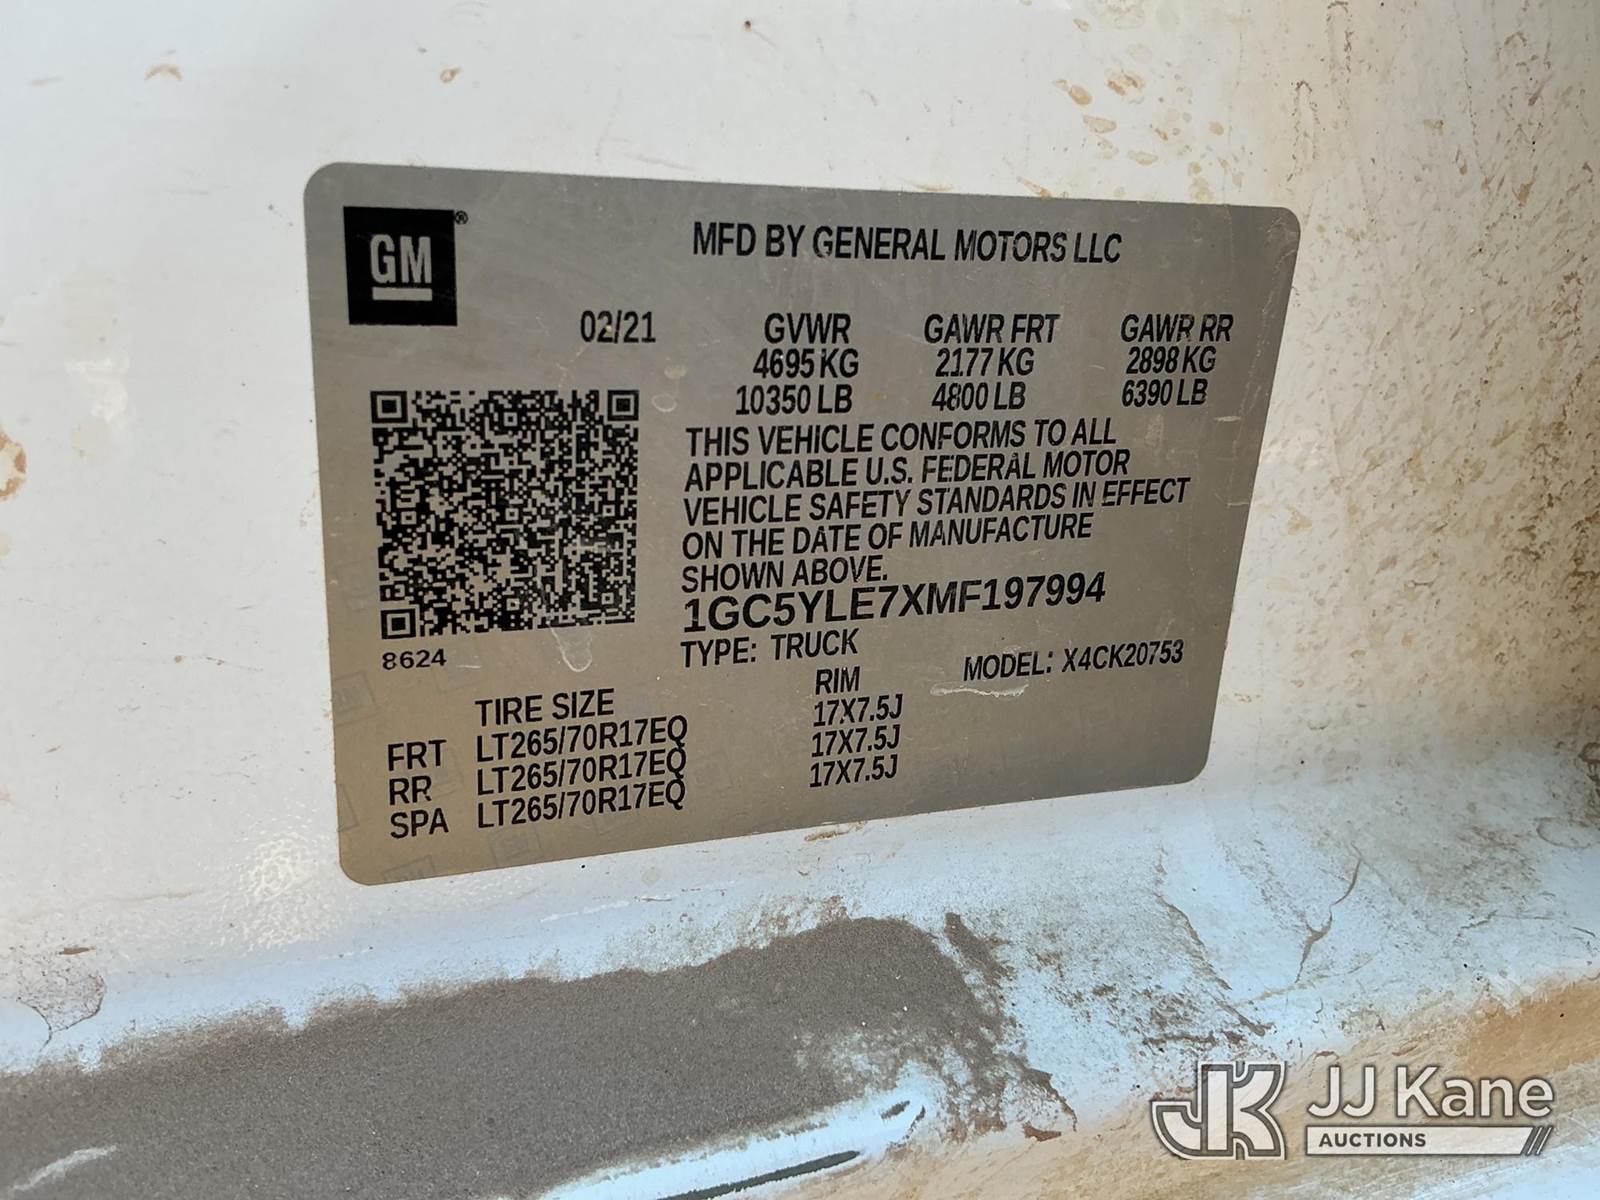 GM®
MFD BY GENERAL MOTORS LLC
02/21 GVWR GAWR FRT GAWR RR
4695 KG 2177 KG 2898 KG
10350 LB 4800 LB 6390 LB
THIS VEHICLE CONFORMS TO ALL
APPLICABLE U.S. FEDERAL MOTOR
VEHICLE SAFETY STANDARDS IN EFFECT
ON THE DATE OF MANUFACTURE
SHOWN ABOVE.
1GC5YLE7XMF197994
8624
TYPE: TRUCK MODEL: X4CK20753
TIRE SIZE RIM
FRT LT265/70R17EQ 17X7.5J
RR LT265/70R17EQ 17X7.5J
SPA LT265/70R17EQ 17X7.5J
JK JJ Kane
AUCTIONS